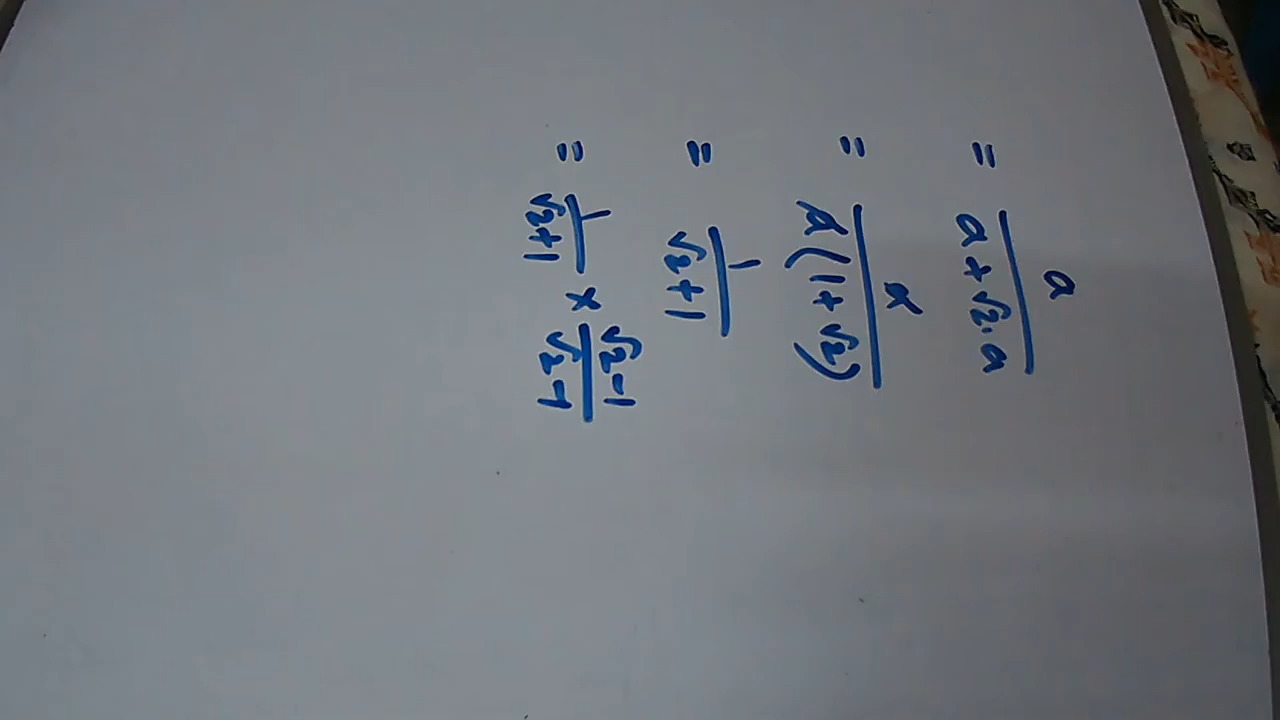 = a / (a + √2 · a)
= a / (a (1 + √2))
= 1 / (√2 + 1)
= 1 / (√2 + 1) × (√2 − 1) / (√2 − 1)